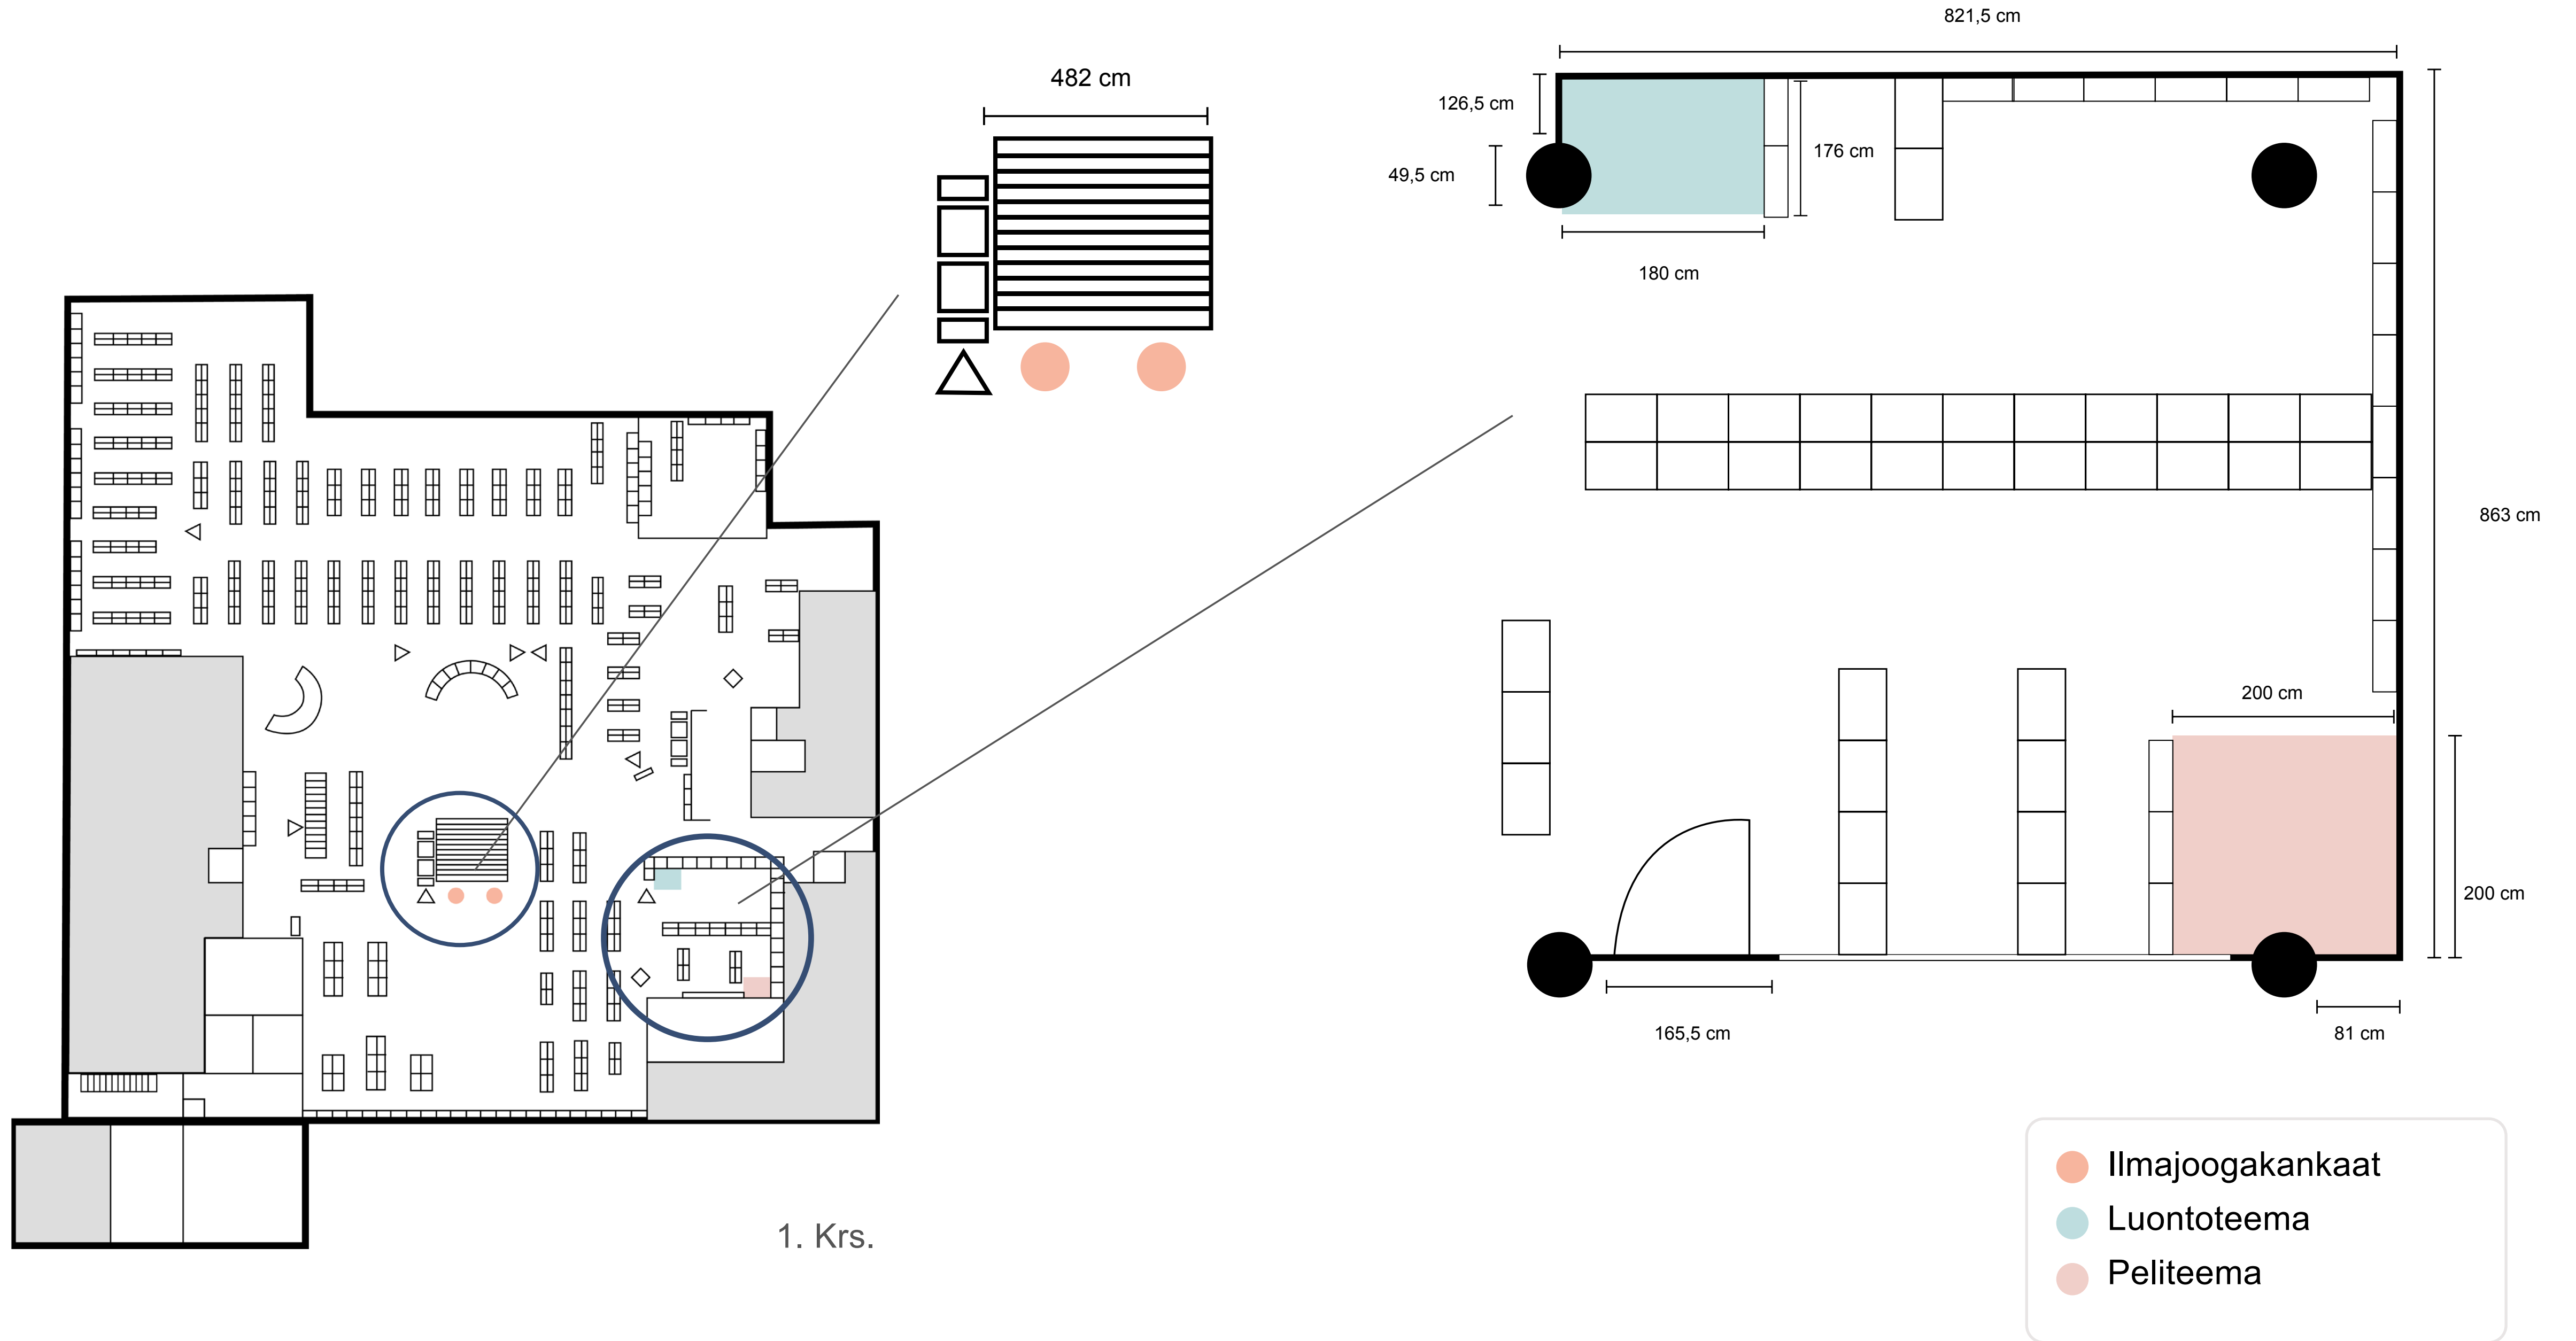 821,5 cm
482 cm
126,5 cm
176 cm
49,5 cm
180 cm
863 cm
200 cm
200 cm
165,5 cm
81 cm
Ilmajoogakankaat
Luontoteema
Peliteema
1. Krs.